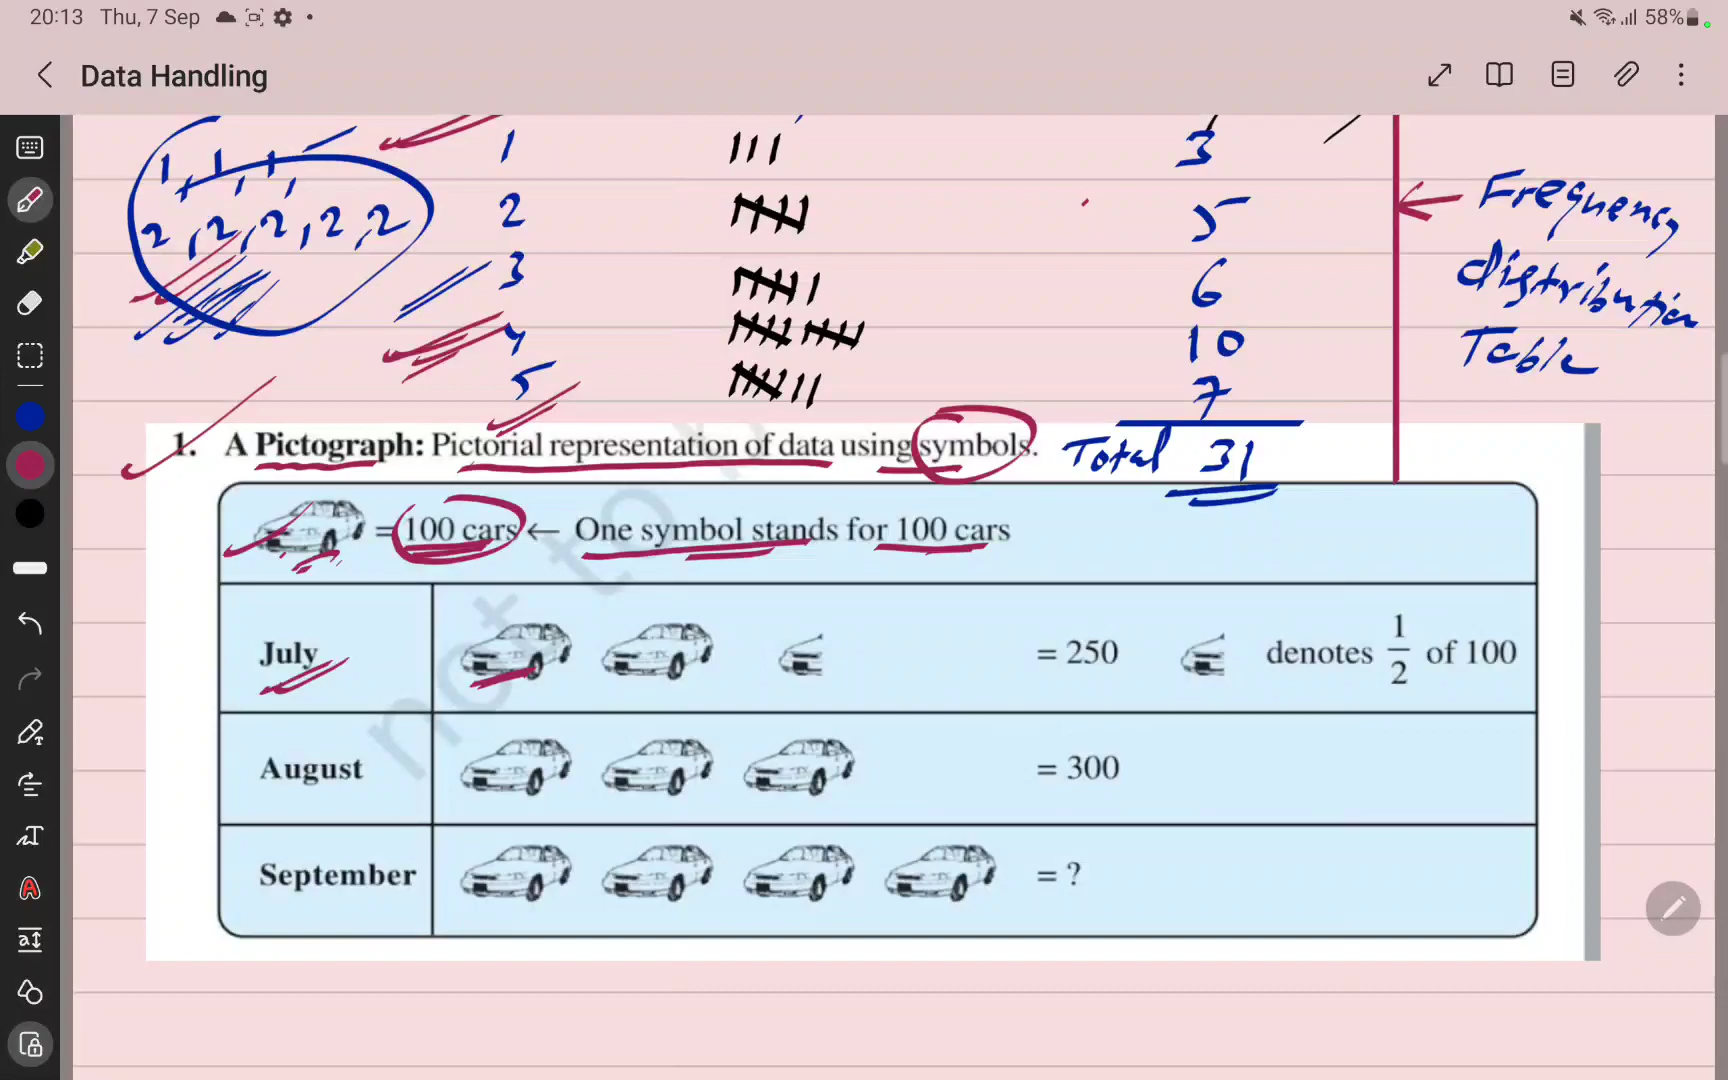 20:13 Thu, 7 Sep 58%
Data Handling
1, 1, 1,
2, 2, 2, 2, 2
1 3
2 5
3 6
4 10
5 7
Total 31
Frequency
distribution
Table
1. A Pictograph: Pictorial representation of data using symbols.
= 100 cars ← One symbol stands for 100 cars
July = 250 denotes 1/2 of 100
August = 300
September = ?
not to